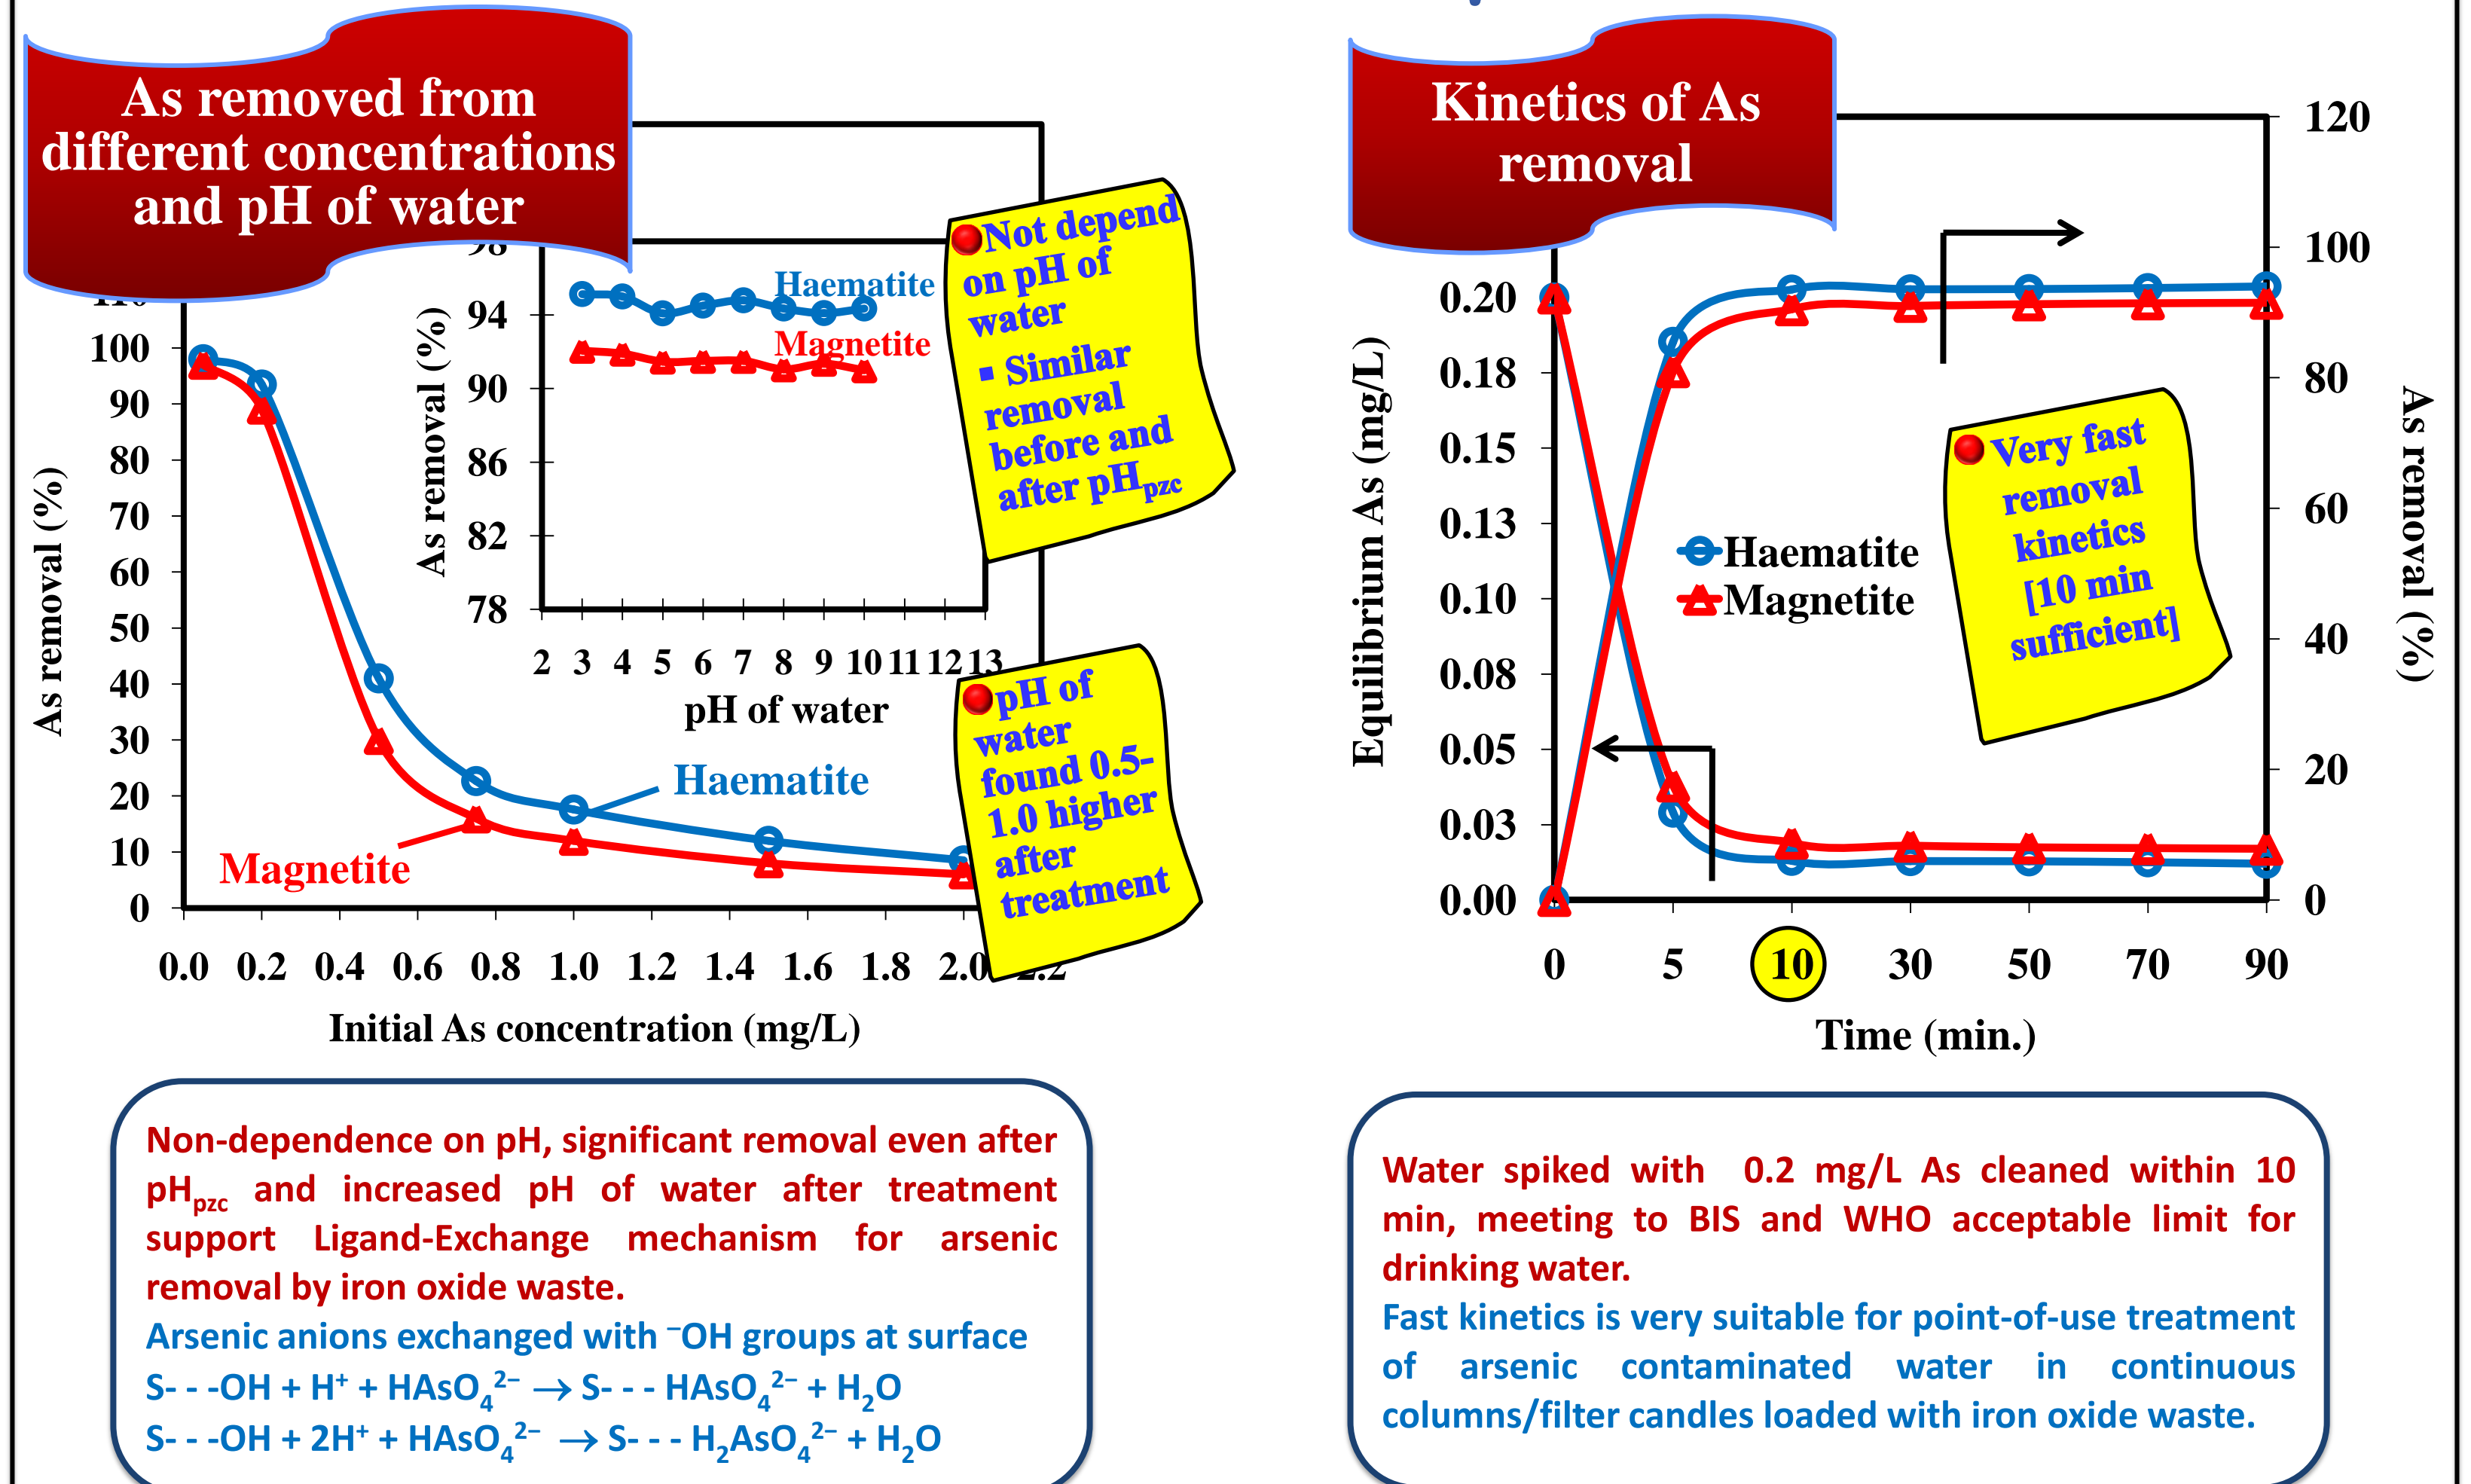 As removed from
different concentrations
and pH of water
As removal (%)
100
90
80
70
60
50
40
30
20
10
0
0.0 0.2 0.4 0.6 0.8 1.0 1.2 1.4 1.6 1.8 2.0 2.2
Initial As concentration (mg/L)
Haematite
Magnetite
As removal (%)
98
94
90
86
82
78
2 3 4 5 6 7 8 9 10 11 12 13
pH of water
Haematite
Magnetite
Not depend
on pH of
water
▪ Similar
removal
before and
after pHpzc
pH of
water
found 0.5-
1.0 higher
after
treatment
Kinetics of As
removal
Equilibrium As (mg/L)
0.20
0.18
0.15
0.13
0.10
0.08
0.05
0.03
0.00
120
100
80
60
40
20
0
As removal (%)
Haematite
Magnetite
Very fast
removal
kinetics
[10 min
sufficient]
0 5 10 30 50 70 90
Time (min.)
Non-dependence on pH, significant removal even after
pHpzc and increased pH of water after treatment
support Ligand-Exchange mechanism for arsenic
removal by iron oxide waste.
Arsenic anions exchanged with ⁻OH groups at surface
S- - -OH + H⁺ + HAsO₄²⁻ → S- - - HAsO₄²⁻ + H₂O
S- - -OH + 2H⁺ + HAsO₄²⁻ → S- - - H₂AsO₄²⁻ + H₂O
Water spiked with 0.2 mg/L As cleaned within 10
min, meeting to BIS and WHO acceptable limit for
drinking water.
Fast kinetics is very suitable for point-of-use treatment
of arsenic contaminated water in continuous
columns/filter candles loaded with iron oxide waste.